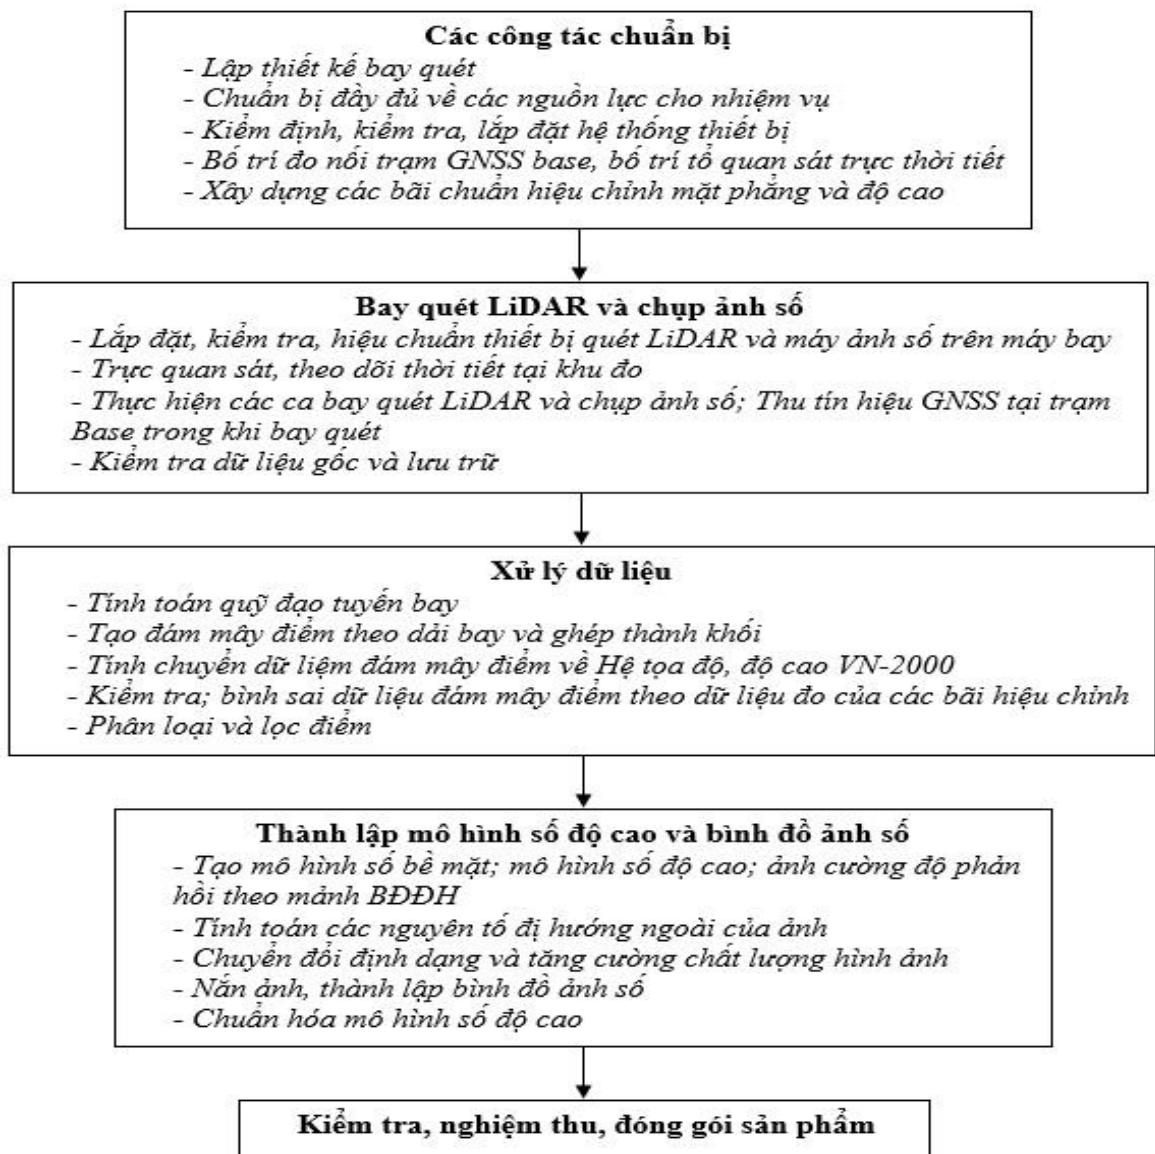 Các công tác chuẩn bị
- Lập thiết kế bay quét
- Chuẩn bị đầy đủ về các nguồn lực cho nhiệm vụ
- Kiểm định, kiểm tra, lắp đặt hệ thống thiết bị
- Bố trí đo nối trạm GNSS base, bố trí tổ quan sát trực thời tiết
- Xây dựng các bãi chuẩn hiệu chỉnh mặt phẳng và độ cao
Bay quét LiDAR và chụp ảnh số
- Lắp đặt, kiểm tra, hiệu chuẩn thiết bị quét LiDAR và máy ảnh số trên máy bay
- Trực quan sát, theo dõi thời tiết tại khu đo
- Thực hiện các ca bay quét LiDAR và chụp ảnh số; Thu tín hiệu GNSS tại trạm
Base trong khi bay quét
- Kiểm tra dữ liệu gốc và lưu trữ
Xử lý dữ liệu
- Tính toán quỹ đạo tuyến bay
- Tạo đám mây điểm theo dải bay và ghép thành khối
- Tính chuyển dữ liệm đám mây điểm về Hệ tọa độ, độ cao VN-2000
- Kiểm tra; bình sai dữ liệu đám mây điểm theo dữ liệu đo của các bãi hiệu chỉnh
- Phân loại và lọc điểm
Thành lập mô hình số độ cao và bình đồ ảnh số
- Tạo mô hình số bề mặt; mô hình số độ cao; ảnh cường độ phản
hồi theo mảnh BĐĐH
- Tính toán các nguyên tố đị hướng ngoài của ảnh
- Chuyển đổi định dạng và tăng cường chất lượng hình ảnh
- Nắn ảnh, thành lập bình đồ ảnh số
- Chuẩn hóa mô hình số độ cao
Kiểm tra, nghiệm thu, đóng gói sản phẩm